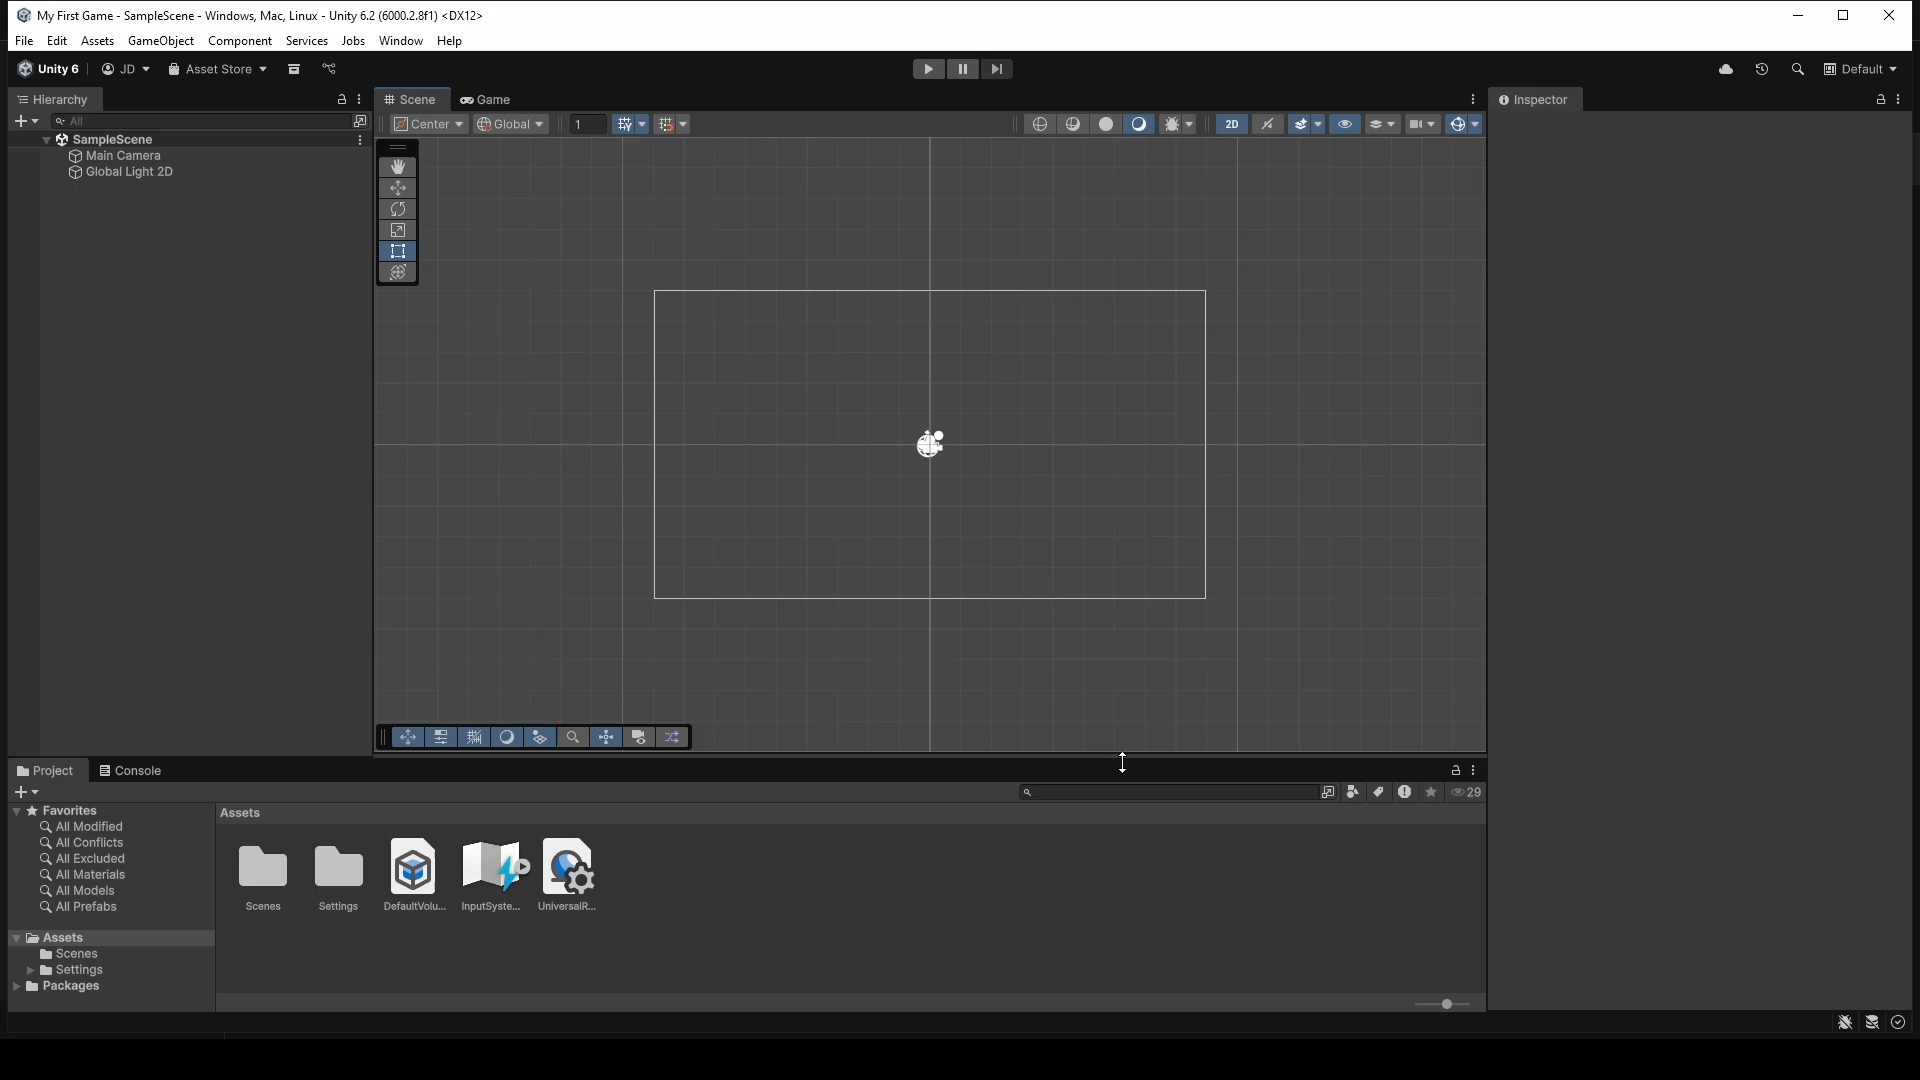 My First Game - SampleScene - Windows, Mac, Linux - Unity 6.2 (6000.2.8f1) <DX12>
File Edit Assets GameObject Component Services Jobs Window Help
Unity 6 JD Asset Store Default
Hierarchy
All
SampleScene
Main Camera
Global Light 2D
Scene Game
Center Global 1 2D
Inspector
Project Console
29
Favorites
All Modified
All Conflicts
All Excluded
All Materials
All Models
All Prefabs
Assets
Scenes
Settings
Packages
Assets
Scenes Settings DefaultVolu... InputSyste... UniversalR...